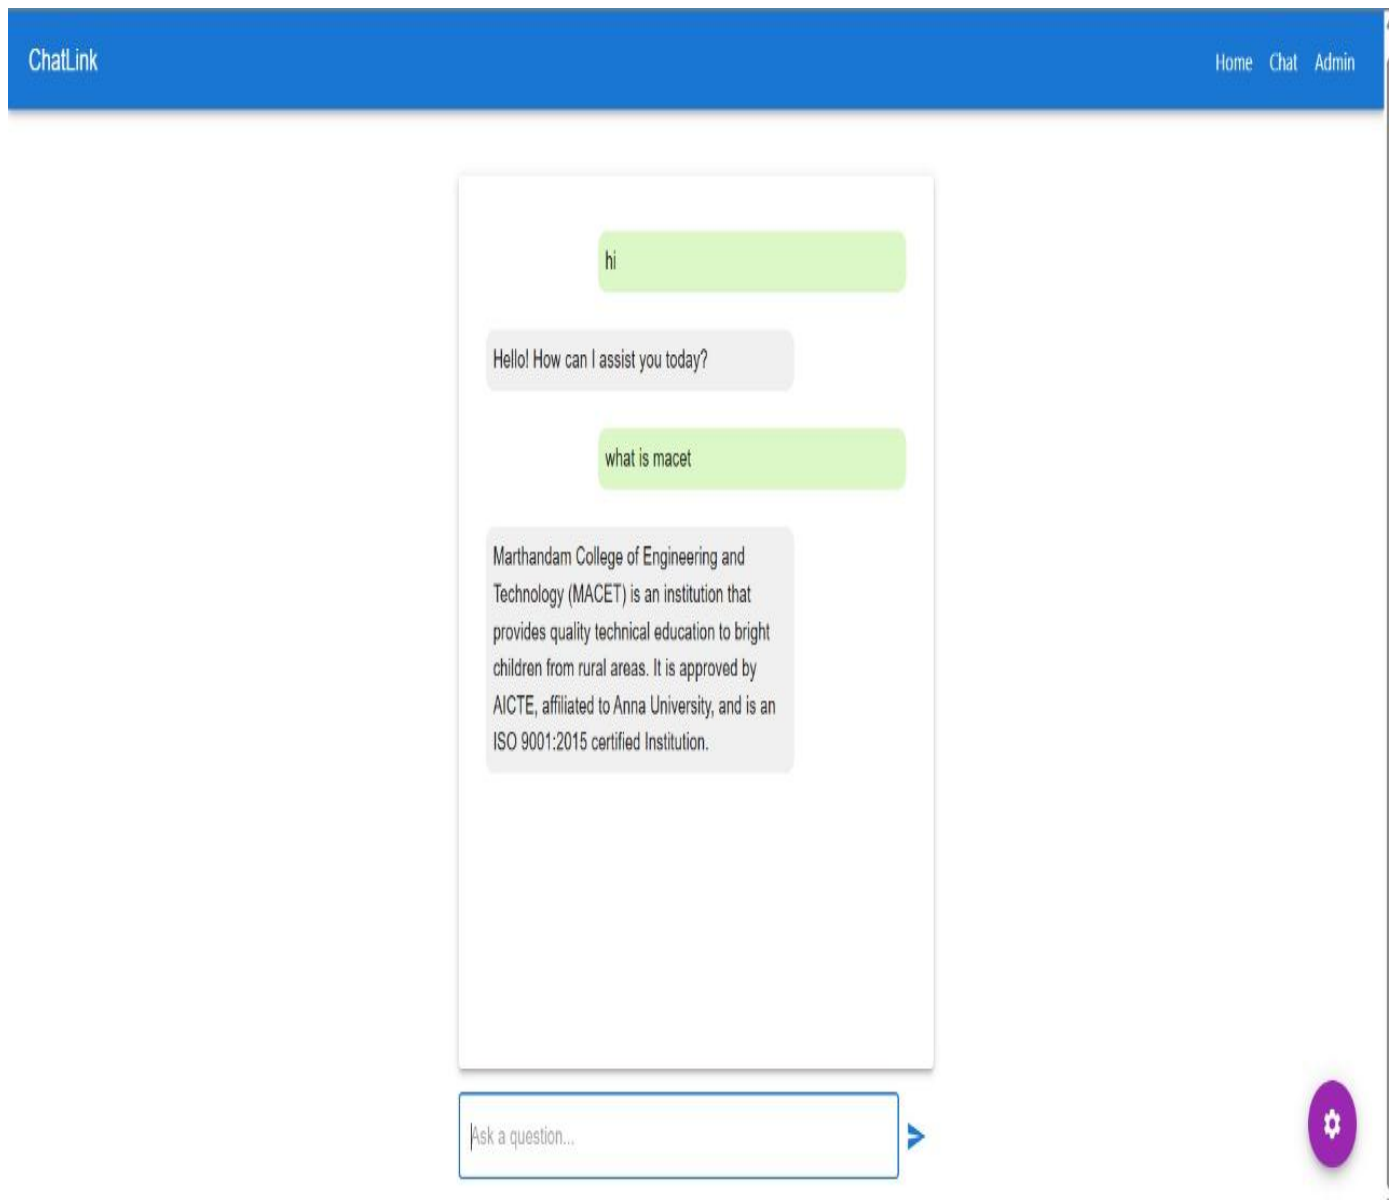 ChatLink
Home Chat Admin
hi
Hello! How can I assist you today?
what is macet
Marthandam College of Engineering and
Technology (MACET) is an institution that
provides quality technical education to bright
children from rural areas. It is approved by
AICTE, affiliated to Anna University, and is an
ISO 9001:2015 certified Institution.
Ask a question...